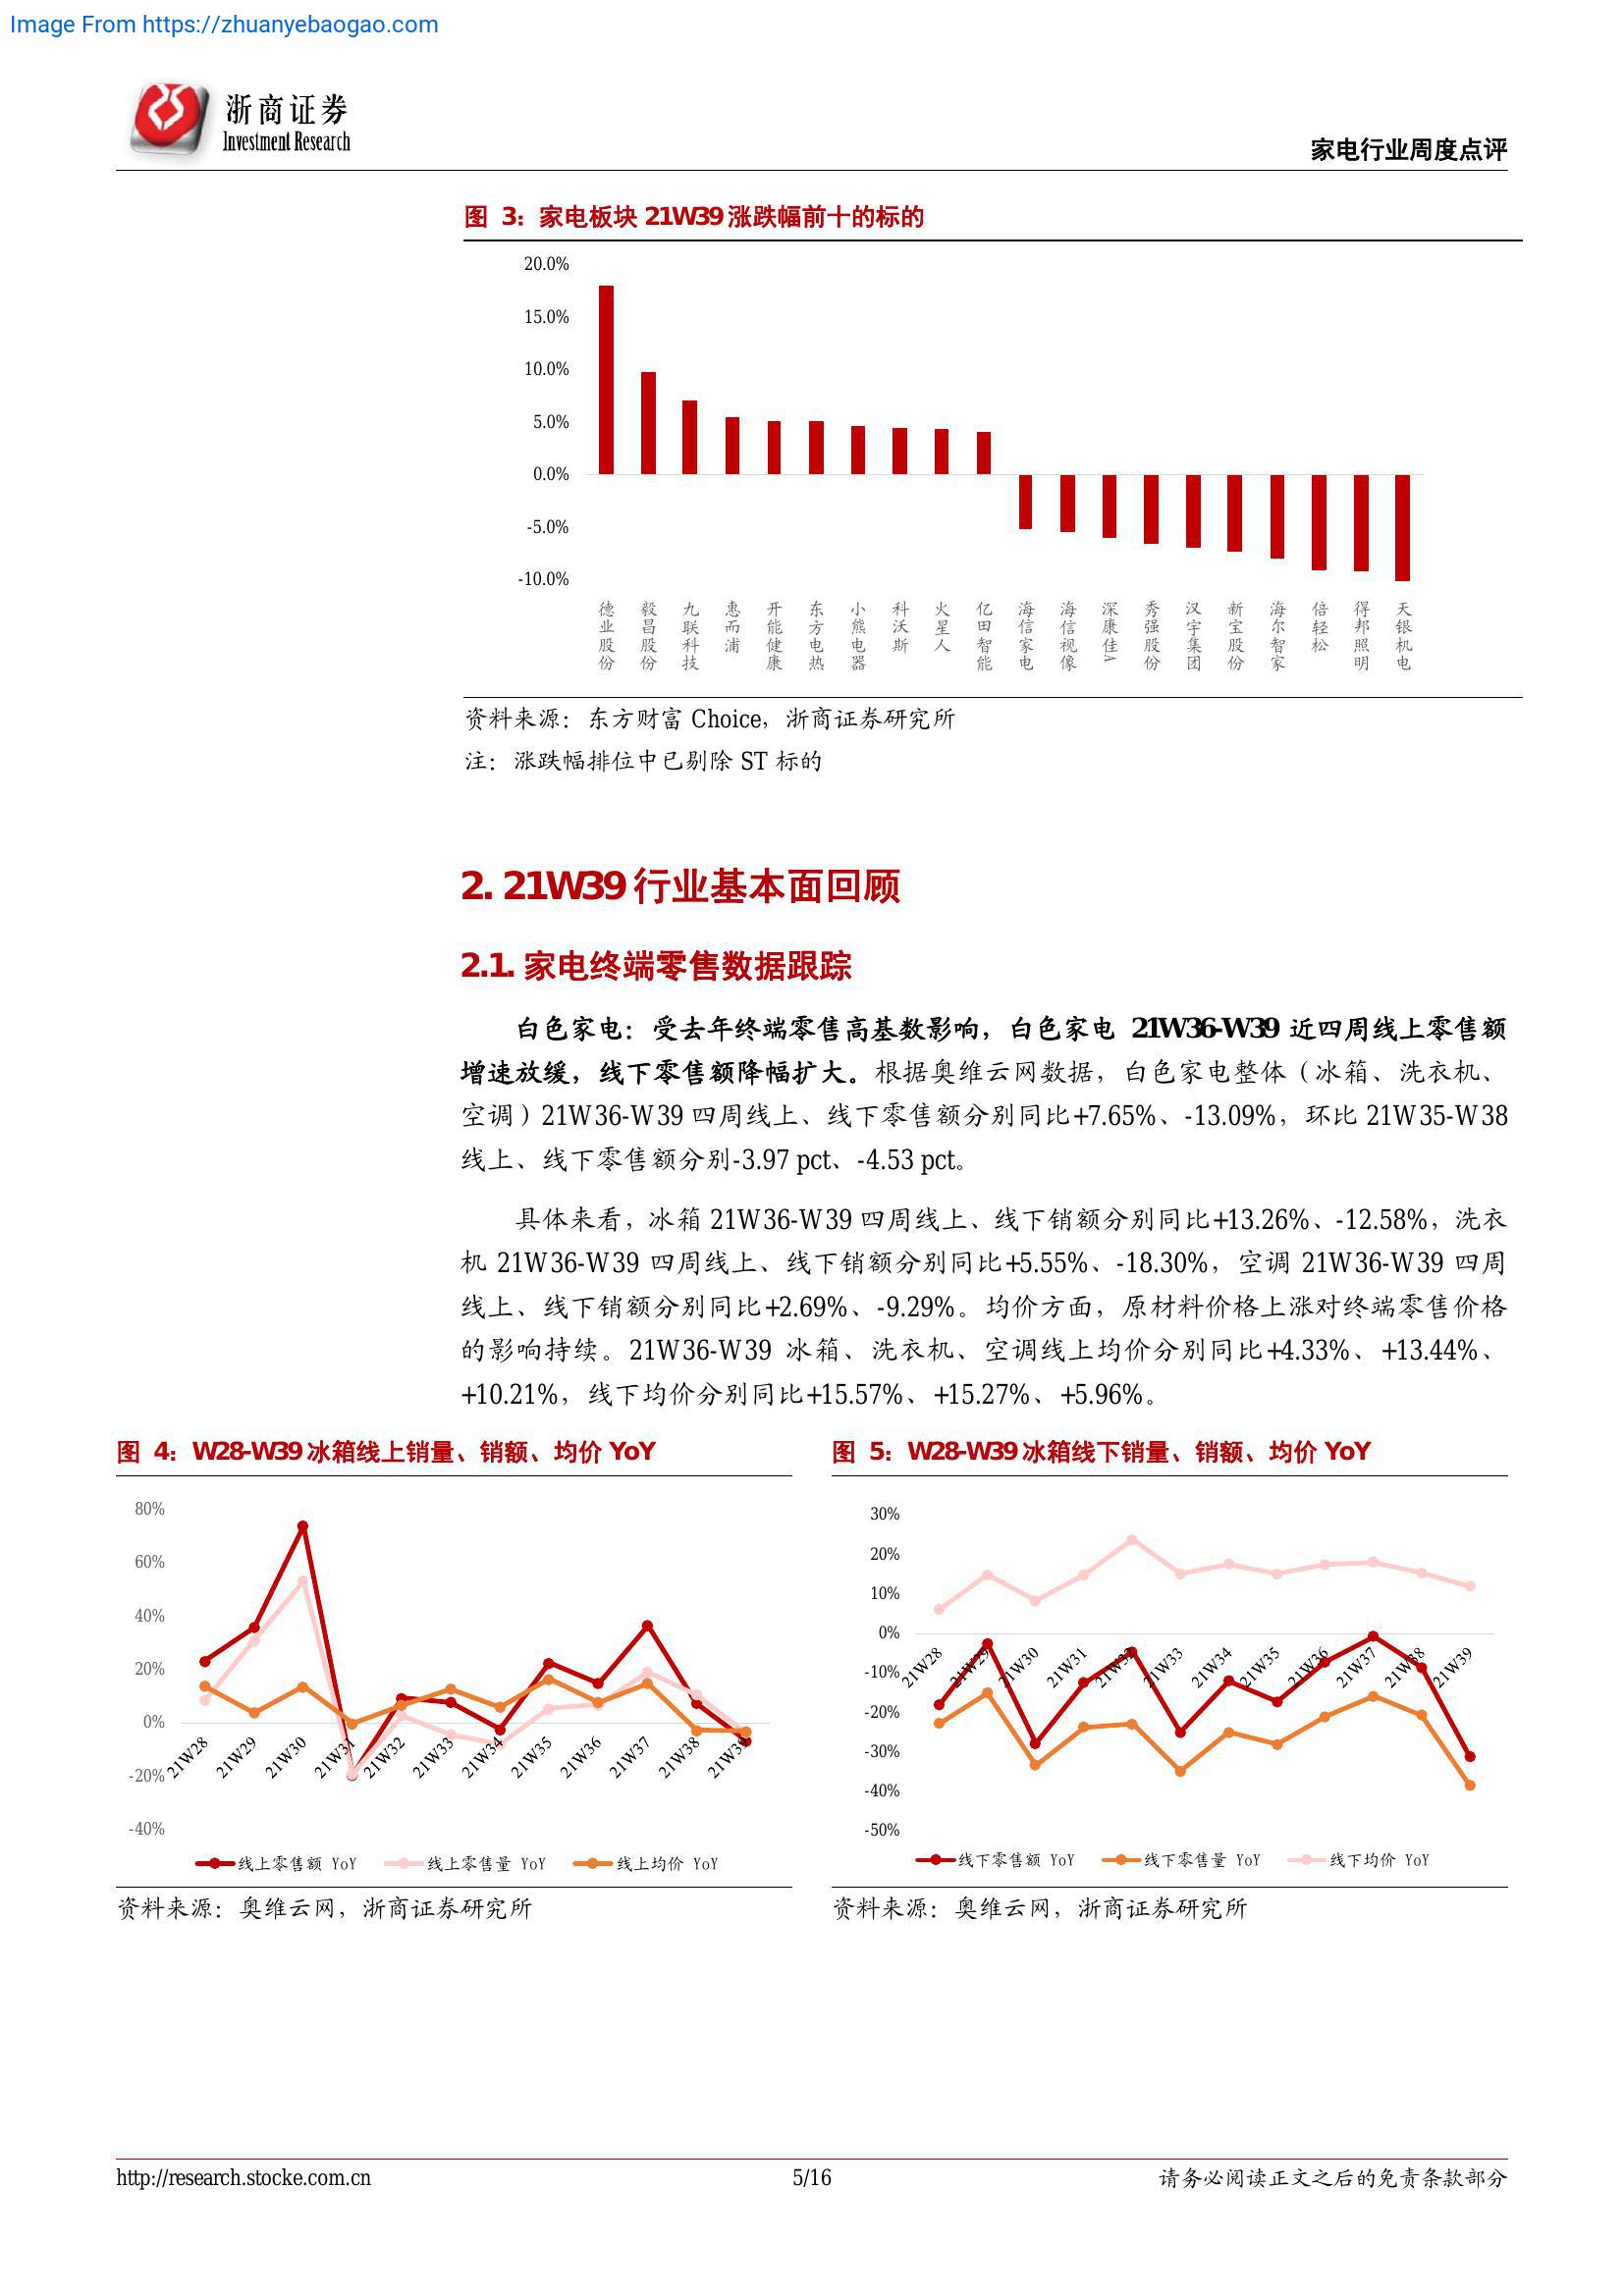 Image From https://zhuanyebaogao.com
浙商证券
Investment Research
家电行业周度点评
图 3：家电板块 21W39 涨跌幅前十的标的
20.0%
15.0%
10.0%
5.0%
0.0%
-5.0%
-10.0%
德业股份 毅昌股份 九联科技 惠而浦 开能健康 东方电热 小熊电器 科沃斯 火星人 亿田智能 海信家电 海信视像 深康佳A 秀强股份 汉宇集团 新宝股份 海尔智家 倍轻松 得邦照明 天银机电
资料来源：东方财富 Choice，浙商证券研究所
注：涨跌幅排位中已剔除 ST 标的
2. 21W39 行业基本面回顾
2.1. 家电终端零售数据跟踪
白色家电：受去年终端零售高基数影响，白色家电 21W36-W39 近四周线上零售额
增速放缓，线下零售额降幅扩大。根据奥维云网数据，白色家电整体（冰箱、洗衣机、
空调）21W36-W39 四周线上、线下零售额分别同比+7.65%、-13.09%，环比 21W35-W38
线上、线下零售额分别-3.97 pct、-4.53 pct。
具体来看，冰箱 21W36-W39 四周线上、线下销额分别同比+13.26%、-12.58%，洗衣
机 21W36-W39 四周线上、线下销额分别同比+5.55%、-18.30%，空调 21W36-W39 四周
线上、线下销额分别同比+2.69%、-9.29%。均价方面，原材料价格上涨对终端零售价格
的影响持续。21W36-W39 冰箱、洗衣机、空调线上均价分别同比+4.33%、+13.44%、
+10.21%，线下均价分别同比+15.57%、+15.27%、+5.96%。
图 4：W28-W39 冰箱线上销量、销额、均价 YoY
80%
60%
40%
20%
0%
-20%
-40%
21W28 21W29 21W30 21W31 21W32 21W33 21W34 21W35 21W36 21W37 21W38 21W39
线上零售额 YoY 线上零售量 YoY 线上均价 YoY
资料来源：奥维云网，浙商证券研究所
图 5：W28-W39 冰箱线下销量、销额、均价 YoY
30%
20%
10%
0%
-10%
-20%
-30%
-40%
-50%
21W28 21W29 21W30 21W31 21W32 21W33 21W34 21W35 21W36 21W37 21W38 21W39
线下零售额 YoY 线下零售量 YoY 线下均价 YoY
资料来源：奥维云网，浙商证券研究所
http://research.stocke.com.cn
5/16
请务必阅读正文之后的免责条款部分